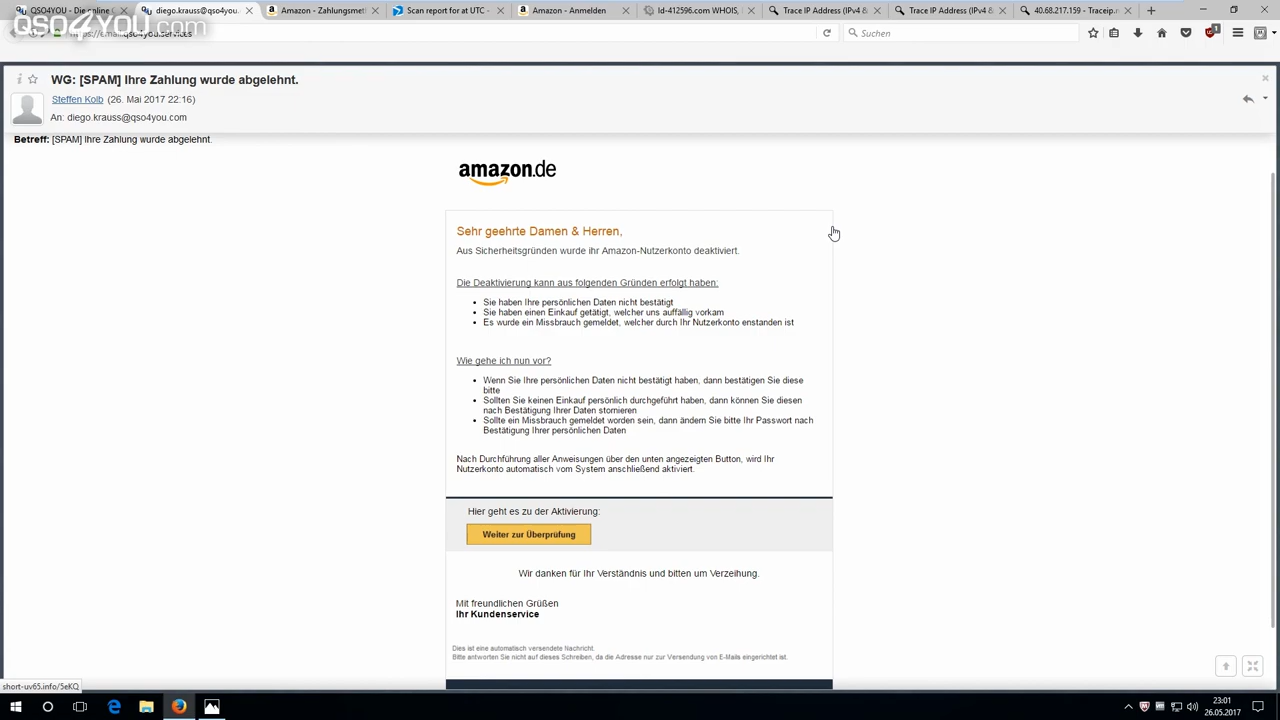 QSO4YOU - Die online C
diego.krauss@qso4you.
Amazon - Zahlungsmet
Scan report for at UTC -
Amazon - Anmelden
Id-412596.com WHOIS,
Trace IP Address (IPv4 &
Trace IP Address (IPv4 &
40.68.217.159 - Traceip.n
QSO4YOU.com
Suchen
1
WG: [SPAM] Ihre Zahlung wurde abgelehnt.
Steffen Kolb (26. Mai 2017 22:16)
An: diego.krauss@qso4you.com
Betreff: [SPAM] Ihre Zahlung wurde abgelehnt.
amazon.de
Sehr geehrte Damen & Herren,
Aus Sicherheitsgründen wurde ihr Amazon-Nutzerkonto deaktiviert.
Die Deaktivierung kann aus folgenden Gründen erfolgt haben:
• Sie haben Ihre persönlichen Daten nicht bestätigt
• Sie haben einen Einkauf getätigt, welcher uns auffällig vorkam
• Es wurde ein Missbrauch gemeldet, welcher durch Ihr Nutzerkonto enstanden ist
Wie gehe ich nun vor?
• Wenn Sie Ihre persönlichen Daten nicht bestätigt haben, dann bestätigen Sie diese
bitte
• Sollten Sie keinen Einkauf persönlich durchgeführt haben, dann können Sie diesen
nach Bestätigung Ihrer Daten stornieren
• Sollte ein Missbrauch gemeldet worden sein, dann ändern Sie bitte Ihr Passwort nach
Bestätigung Ihrer persönlichen Daten
Nach Durchführung aller Anweisungen über den unten angezeigten Button, wird Ihr
Nutzerkonto automatisch vom System anschließend aktiviert.
Hier geht es zu der Aktivierung:
Weiter zur Überprüfung
Wir danken für Ihr Verständnis und bitten um Verzeihung.
Mit freundlichen Grüßen
Ihr Kundenservice
Dies ist eine automatisch versendete Nachricht.
Bitte antworten Sie nicht auf dieses Schreiben, da die Adresse nur zur Versendung von E-Mails eingerichtet ist.
short-uv65.info/5eKQ
23:01
26.05.2017